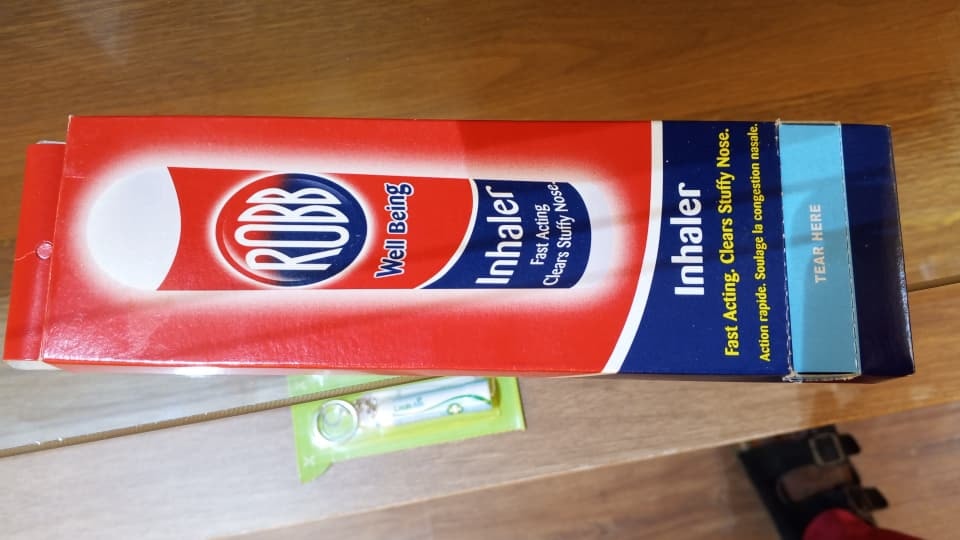 ROBB
Well Being
Inhaler
Fast Acting
Clears Stuffy Nose
Inhaler
Fast Acting. Clears Stuffy Nose.
Action rapide. Soulage la congestion nasale.
TEAR HERE